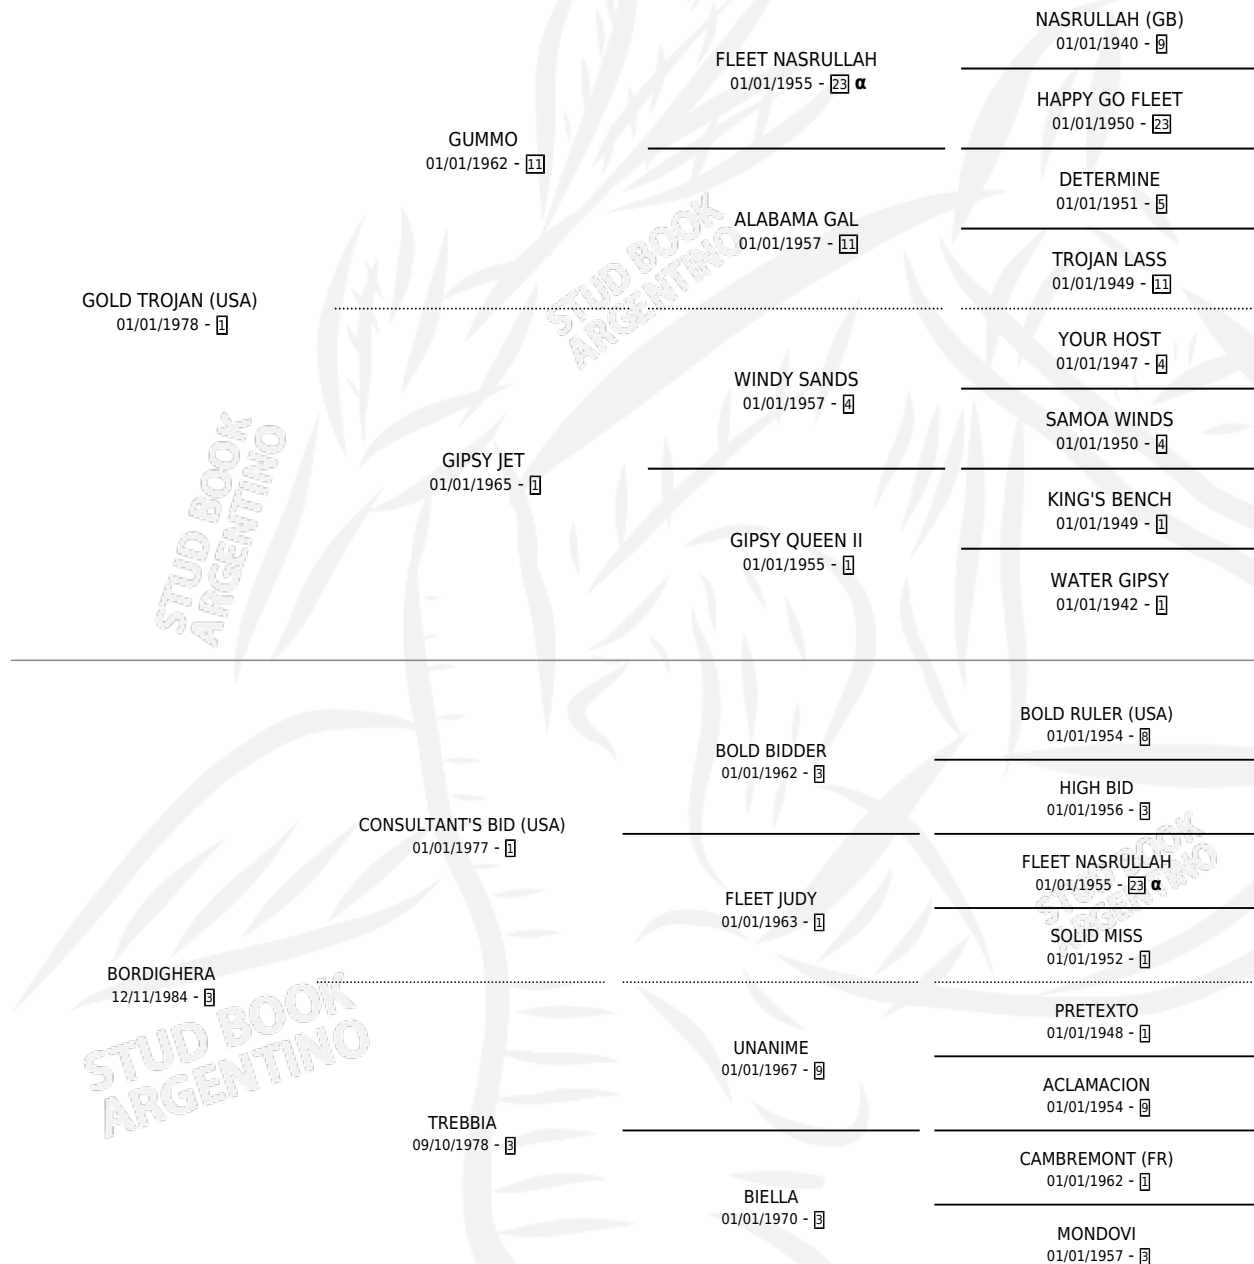 NASRULLAH (GB)
01/01/1940 - 9
FLEET NASRULLAH
01/01/1955 - 23 α
HAPPY GO FLEET
01/01/1950 - 23
GUMMO
01/01/1962 - 11
DETERMINE
01/01/1951 - 5
ALABAMA GAL
01/01/1957 - 11
TROJAN LASS
01/01/1949 - 11
GOLD TROJAN (USA)
01/01/1978 - 1
YOUR HOST
01/01/1947 - 4
WINDY SANDS
01/01/1957 - 4
SAMOA WINDS
01/01/1950 - 4
GIPSY JET
01/01/1965 - 1
KING'S BENCH
01/01/1949 - 1
GIPSY QUEEN II
01/01/1955 - 1
WATER GIPSY
01/01/1942 - 1
BOLD RULER (USA)
01/01/1954 - 8
BOLD BIDDER
01/01/1962 - 3
HIGH BID
01/01/1956 - 3
CONSULTANT'S BID (USA)
01/01/1977 - 1
FLEET NASRULLAH
01/01/1955 - 23 α
FLEET JUDY
01/01/1963 - 1
SOLID MISS
01/01/1952 - 1
BORDIGHERA
12/11/1984 - 3
PRETEXTO
01/01/1948 - 1
UNANIME
01/01/1967 - 9
ACLAMACION
01/01/1954 - 9
TREBBIA
09/10/1978 - 3
CAMBREMONT (FR)
01/01/1962 - 1
BIELLA
01/01/1970 - 3
MONDOVI
01/01/1957 - 3
STUD BOOK
ARGENTINO
STUD BOOK
ARGENTINO
STUD BOOK
ARGENTINO
STUD BOOK
ARGENTINO